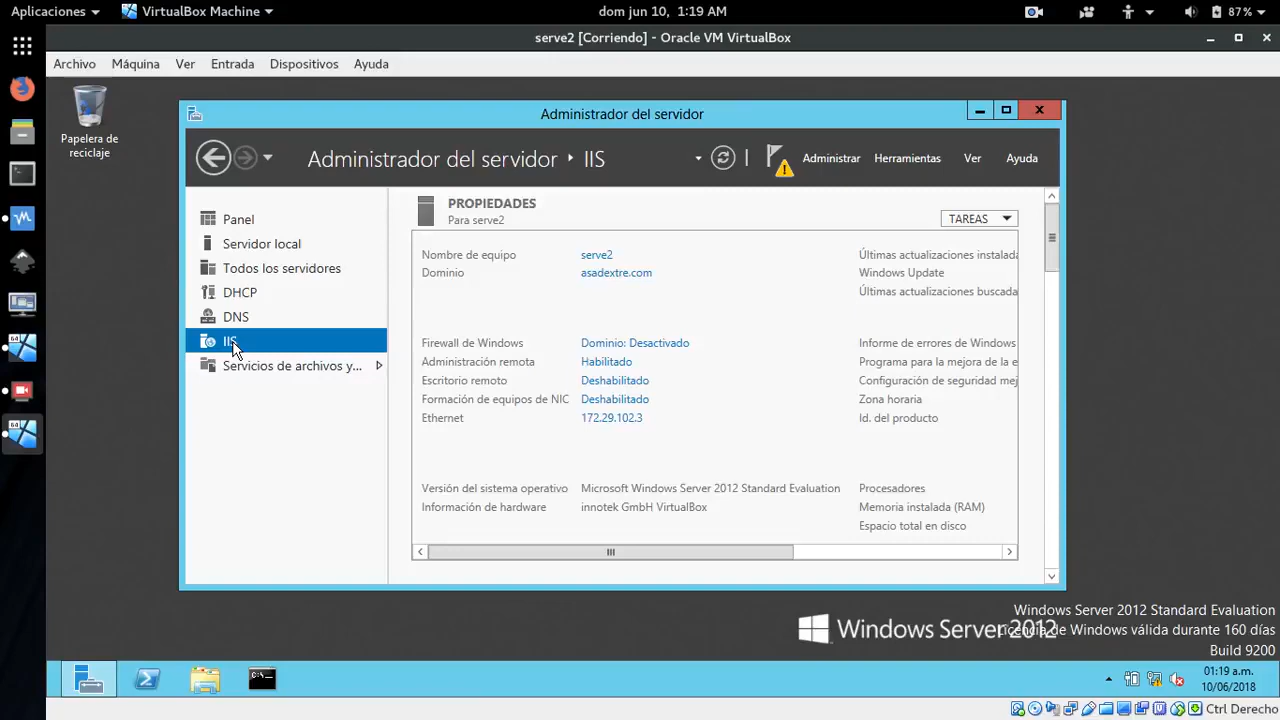 Aplicaciones
VirtualBox Machine
dom jun 10, 1:19 AM
87%
serve2 [Corriendo] - Oracle VM VirtualBox
Archivo Máquina Ver Entrada Dispositivos Ayuda
Papelera de
reciclaje
Administrador del servidor
Administrador del servidor ‣ IIS
Administrar Herramientas Ver Ayuda
Panel
Servidor local
Todos los servidores
DHCP
DNS
IIS
Servicios de archivos y...
PROPIEDADES
Para serve2
TAREAS
Nombre de equipo serve2 Últimas actualizaciones instalada
Dominio asadextre.com Windows Update
Últimas actualizaciones buscada
Firewall de Windows Dominio: Desactivado Informe de errores de Windows
Administración remota Habilitado Programa para la mejora de la e
Escritorio remoto Deshabilitado Configuración de seguridad mej
Formación de equipos de NIC Deshabilitado Zona horaria
Ethernet 172.29.102.3 Id. del producto
Versión del sistema operativo Microsoft Windows Server 2012 Standard Evaluation Procesadores
Información de hardware innotek GmbH VirtualBox Memoria instalada (RAM)
Espacio total en disco
Windows Server 2012 Standard Evaluation
Windows Server 2012
Licencia de Windows válida durante 160 días
Build 9200
01:19 a.m.
10/06/2018
Ctrl Derecho